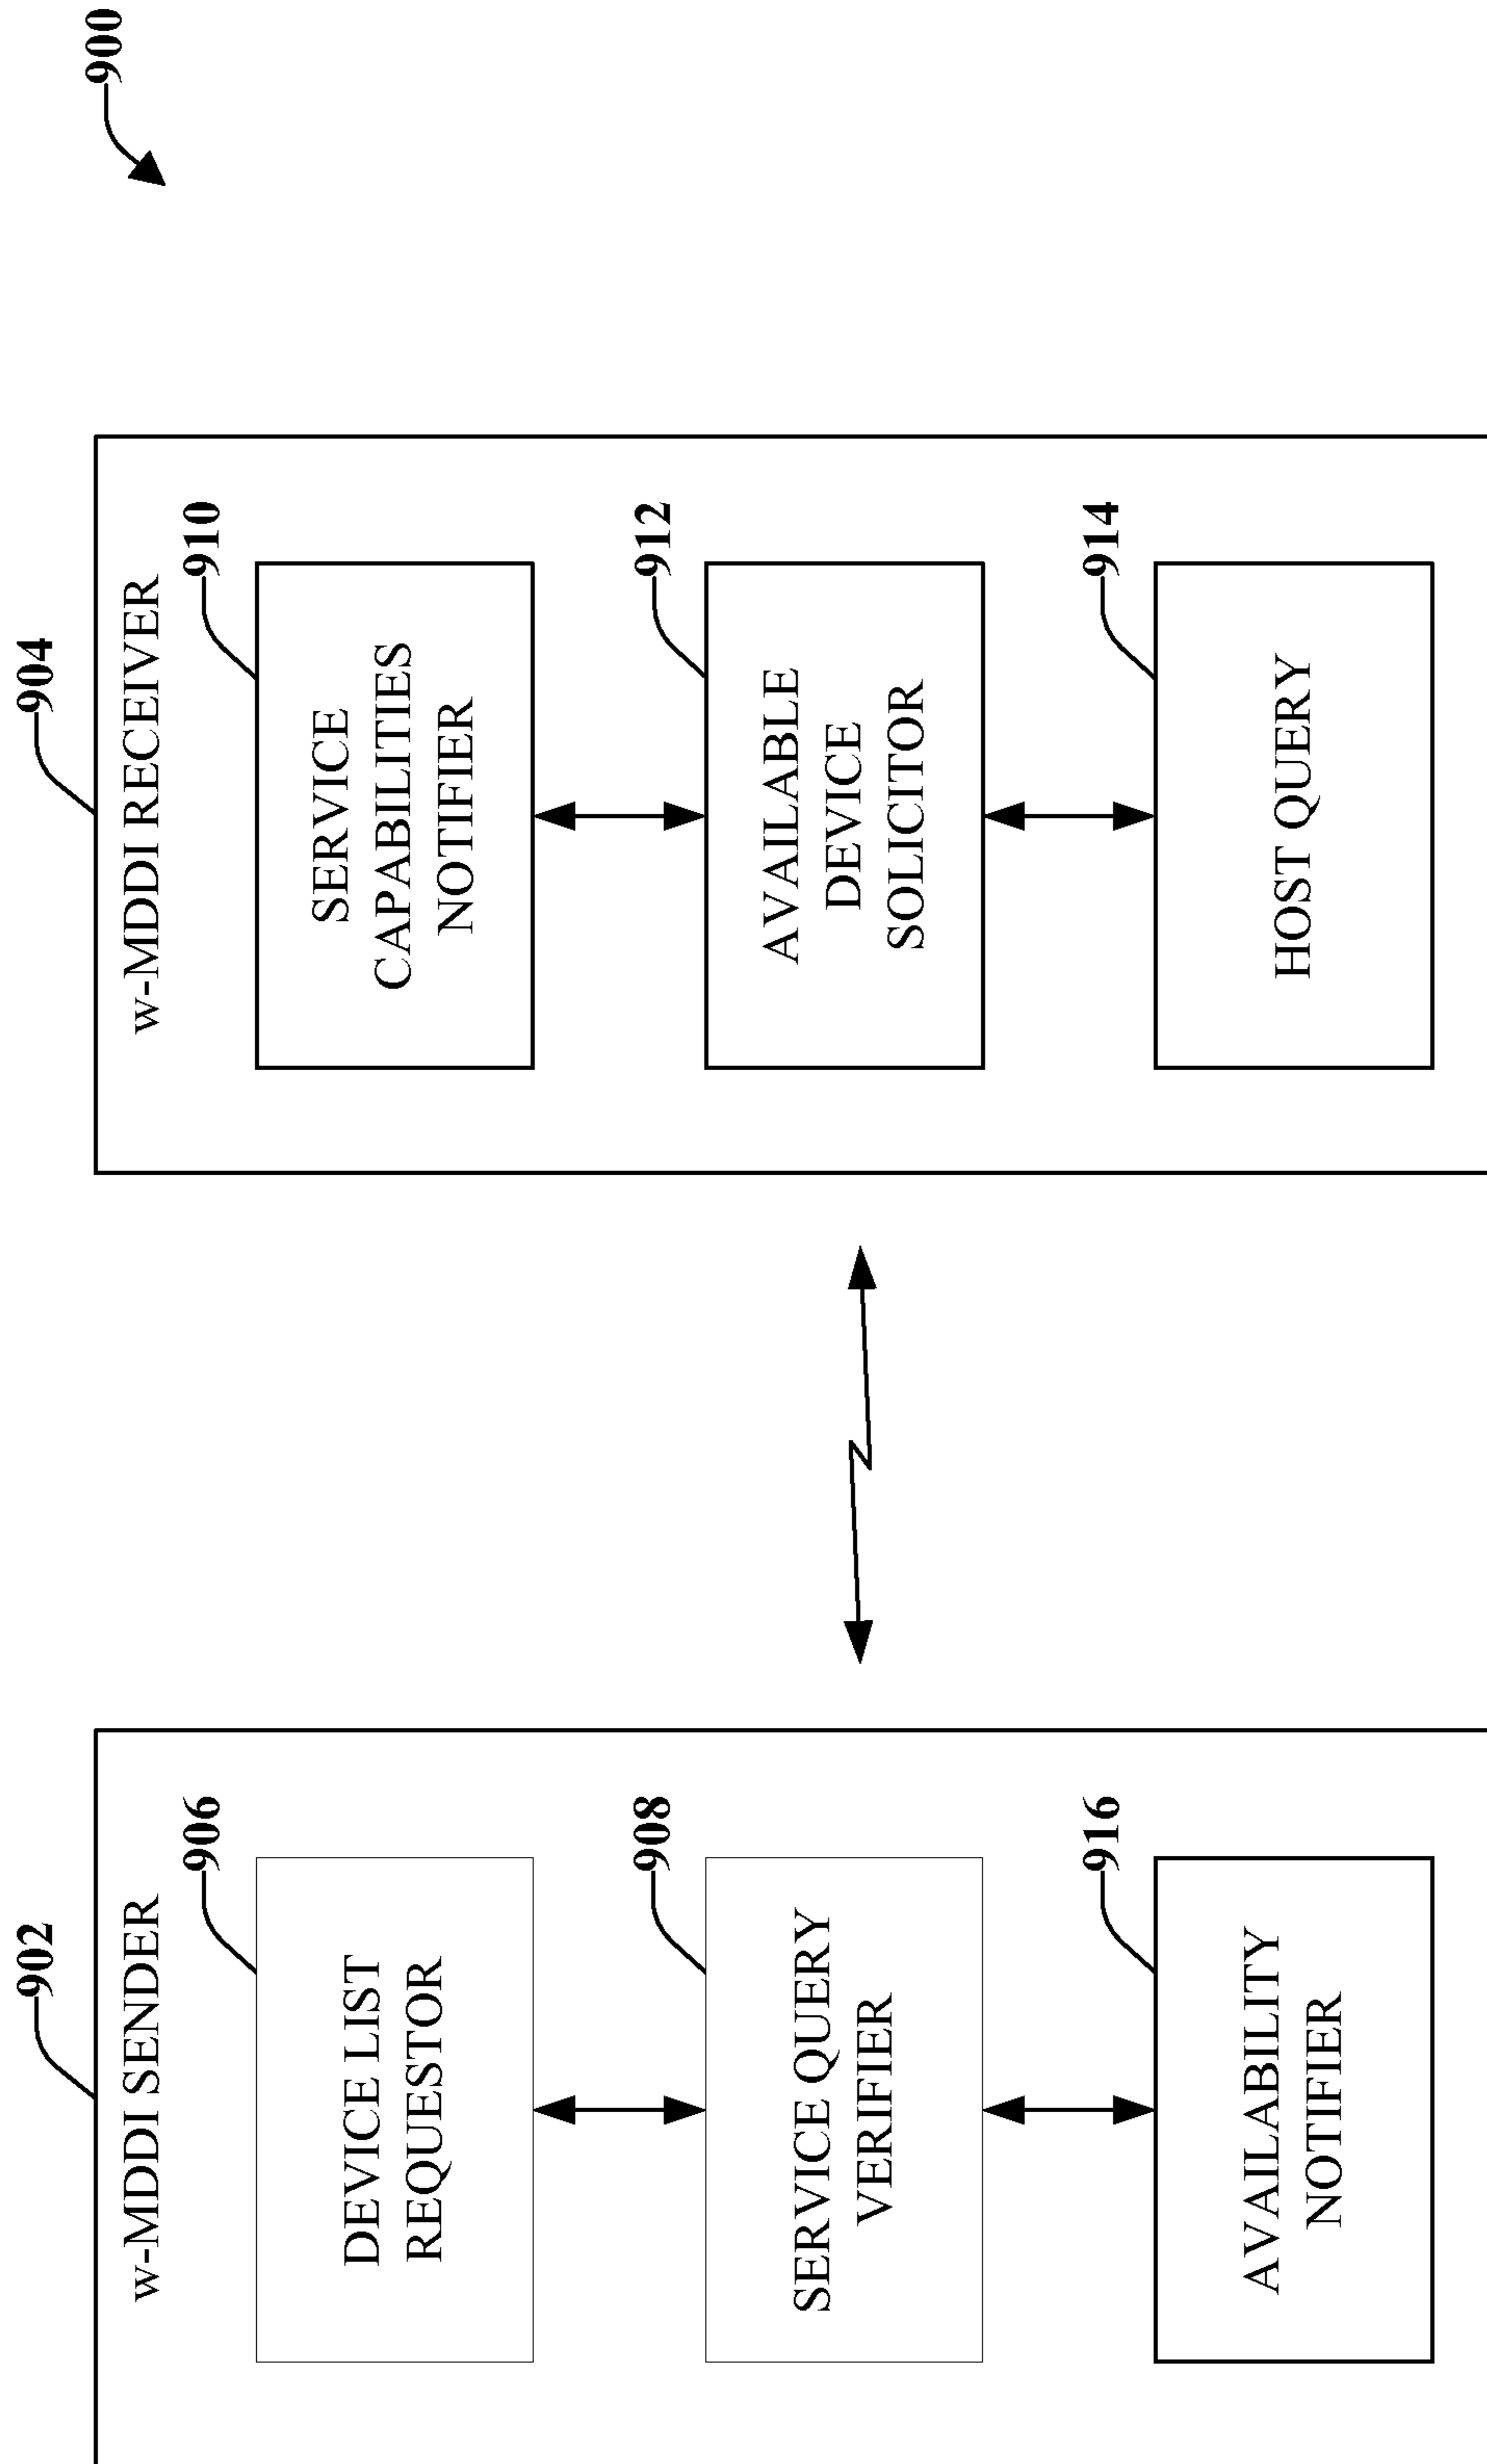 900
902
w-MDDI SENDER
906
DEVICE LIST
REQUESTOR
908
SERVICE QUERY
VERIFIER
916
AVAILABILITY
NOTIFIER
904
w-MDDI RECEIVER
910
SERVICE
CAPABILITIES
NOTIFIER
912
AVAILABLE
DEVICE
SOLICITOR
914
HOST QUERY